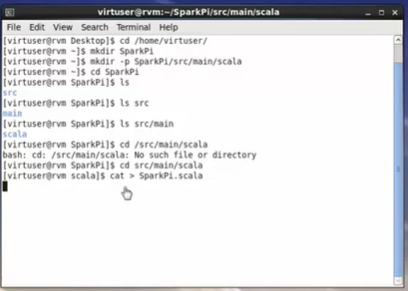 virtuser@rvm:~/SparkPi/src/main/scala
File Edit View Search Terminal Help
[virtuser@rvm Desktop]$ cd /home/virtuser/
[virtuser@rvm ~]$ mkdir SparkPi
[virtuser@rvm ~]$ mkdir -p SparkPi/src/main/scala
[virtuser@rvm ~]$ cd SparkPi
[virtuser@rvm SparkPi]$ ls
src
[virtuser@rvm SparkPi]$ ls src
main
[virtuser@rvm SparkPi]$ ls src/main
scala
[virtuser@rvm SparkPi]$ cd /src/main/scala
bash: cd: /src/main/scala: No such file or directory
[virtuser@rvm SparkPi]$ cd src/main/scala
[virtuser@rvm scala]$ cat > SparkPi.scala